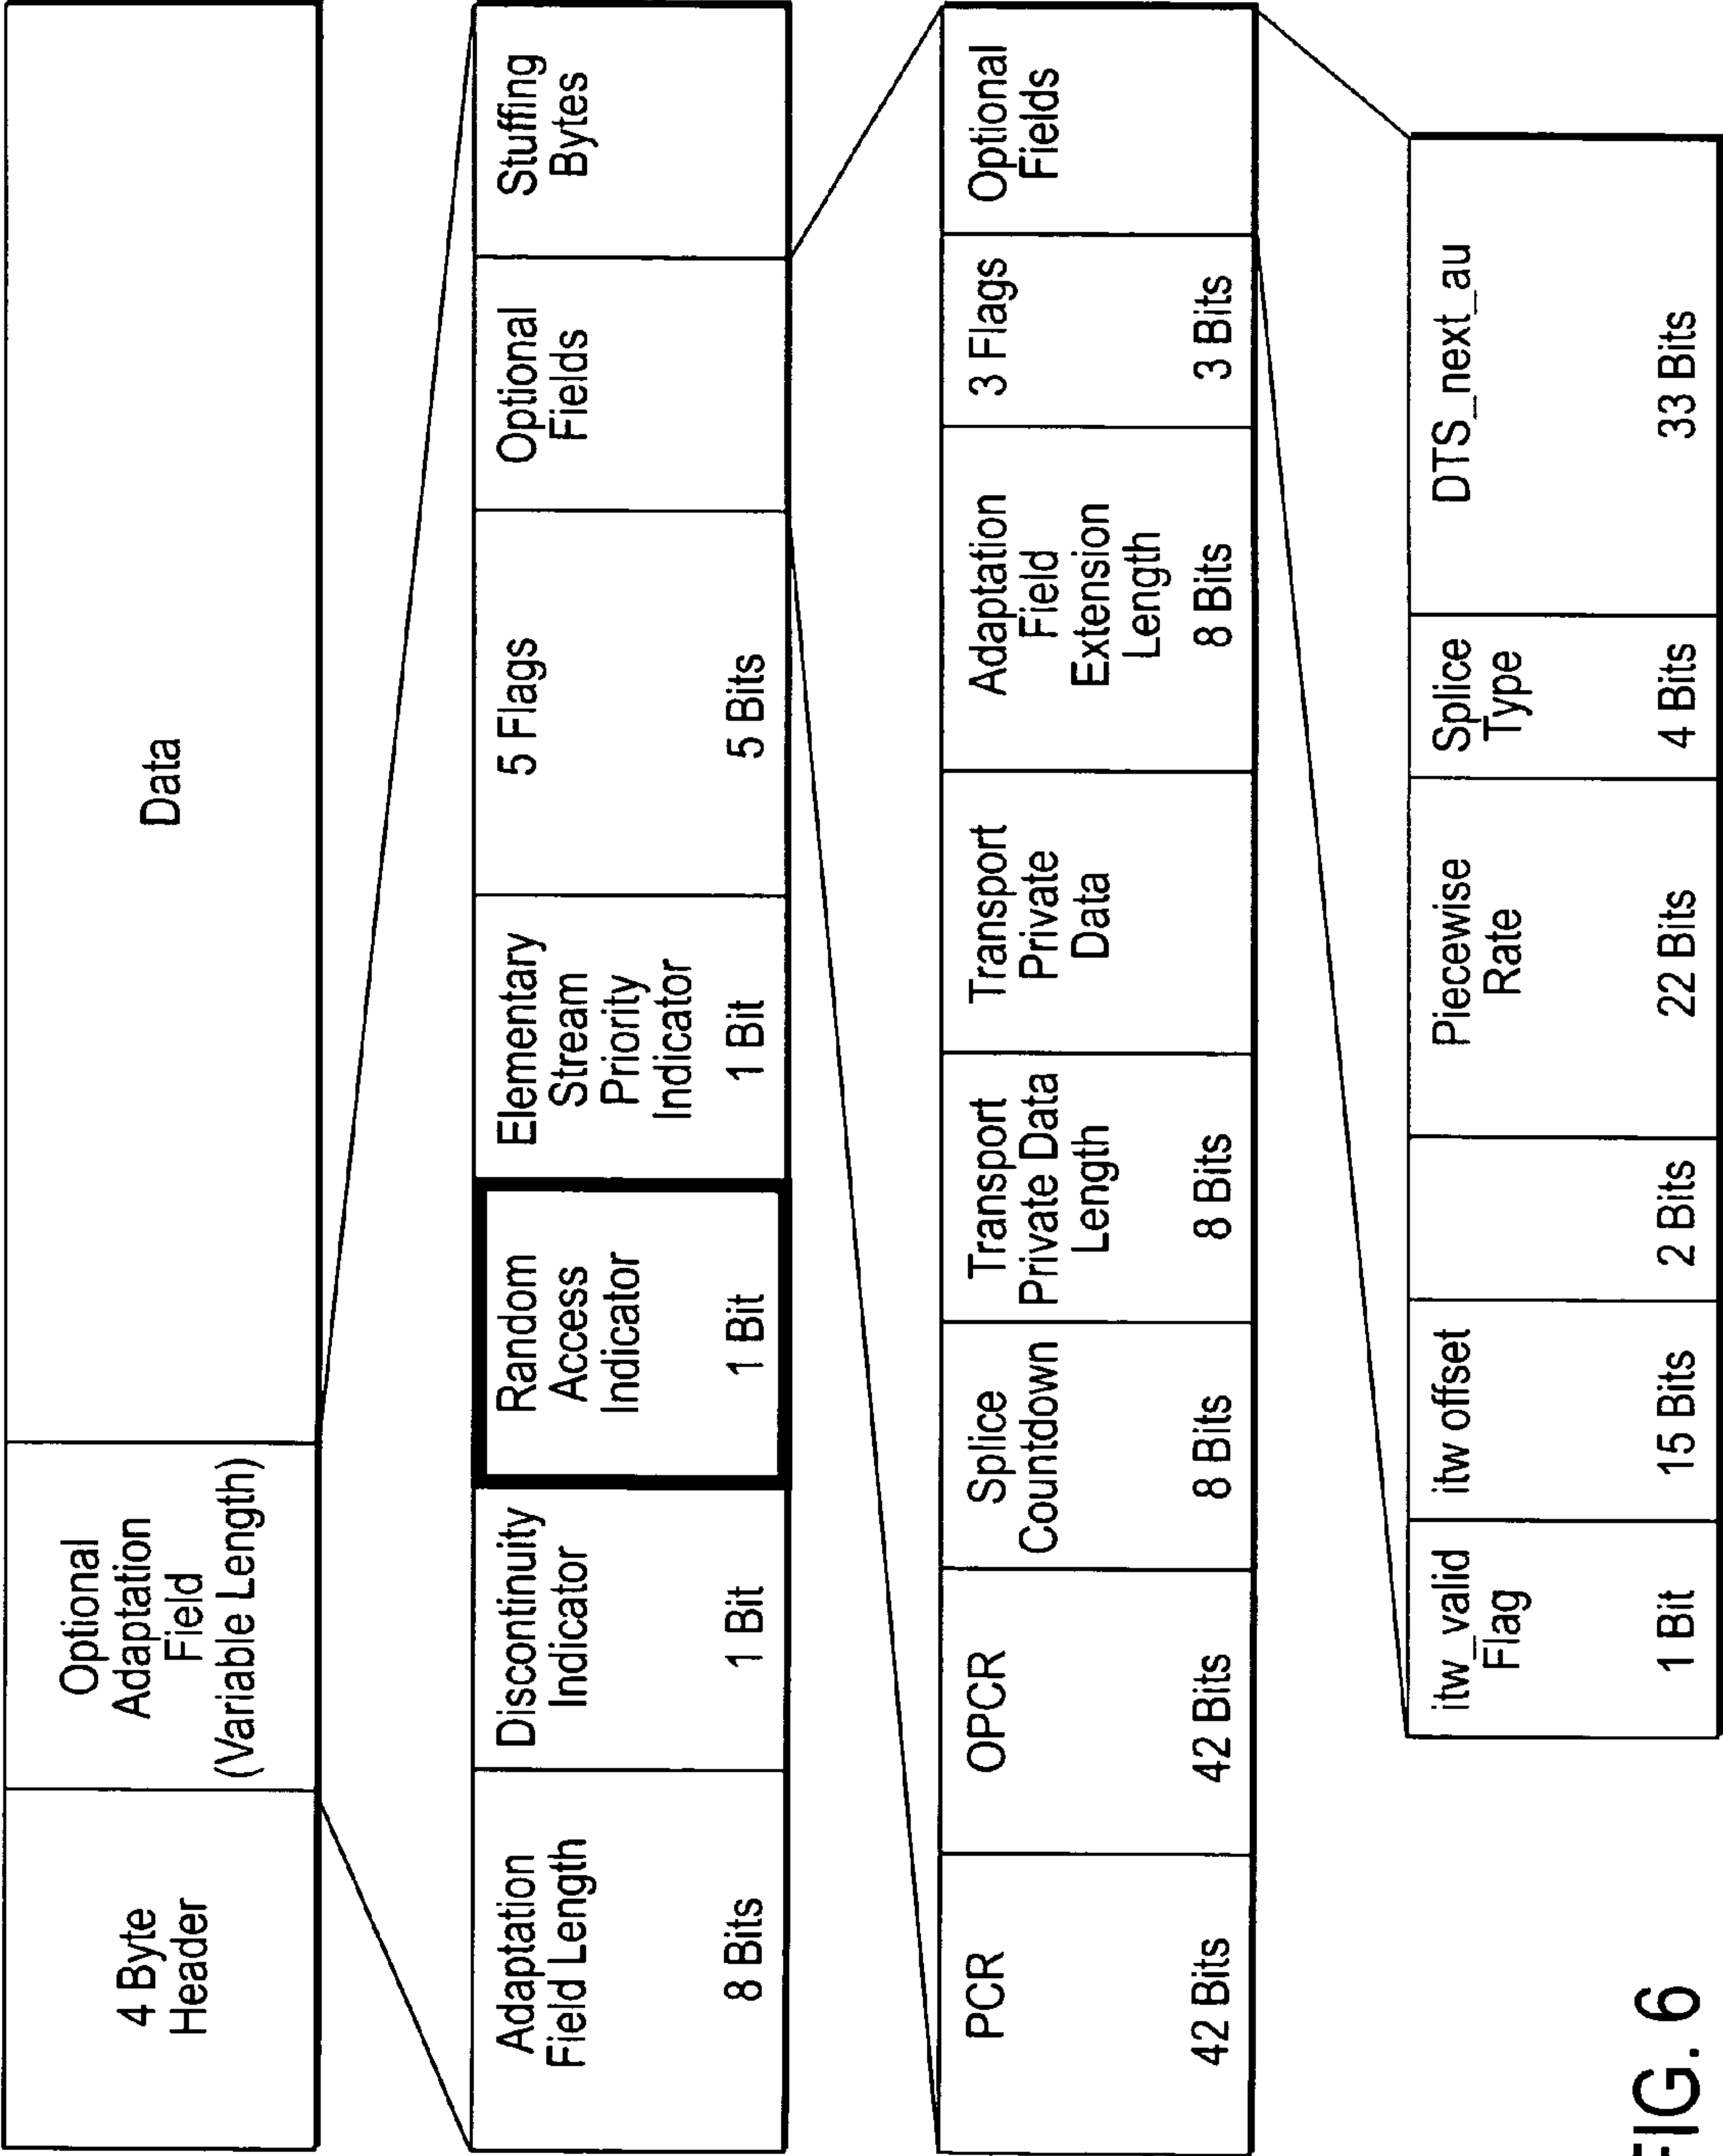 4 Byte
Header
Optional
Adaptation
Field
(Variable Length)
Data
Adaptation
Field Length
8 Bits
Discontinuity
Indicator
1 Bit
Random
Access
Indicator
1 Bit
Elementary
Stream
Priority
Indicator
1 Bit
5 Flags
5 Bits
Optional
Fields
Stuffing
Bytes
PCR
42 Bits
OPCR
42 Bits
Splice
Countdown
8 Bits
Transport
Private Data
Length
8 Bits
Transport
Private
Data
Adaptation
Field
Extension
Length
8 Bits
3 Flags
3 Bits
Optional
Fields
itw_valid
Flag
1 Bit
itw offset
15 Bits
2 Bits
Piecewise
Rate
22 Bits
Splice
Type
4 Bits
DTS_next_au
33 Bits
FIG. 6